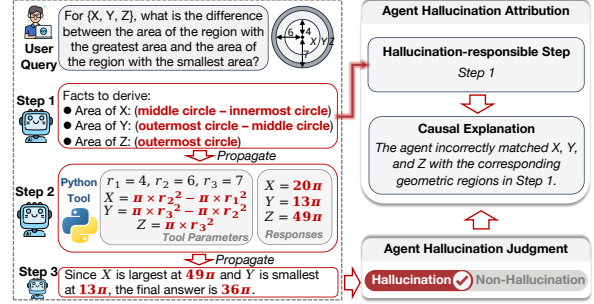 User
Query
For {X, Y, Z}, what is the difference
between the area of the region with
the greatest area and the area of
the region with the smallest area?
6
4
X
Y
Z
7
Step 1
Facts to derive:
● Area of X: (middle circle – innermost circle)
● Area of Y: (outermost circle – middle circle)
● Area of Z: (outermost circle)
Propagate
Step 2
Python
Tool
r₁ = 4, r₂ = 6, r₃ = 7
X = π × r₂² − π × r₁²
Y = π × r₃² − π × r₂²
Z = π × r₃²
Tool Parameters
X = 20π
Y = 13π
Z = 49π
Responses
Propagate
Step 3
Since X is largest at 49π and Y is smallest
at 13π, the final answer is 36π.
Agent Hallucination Attribution
Hallucination-responsible Step
Step 1
Causal Explanation
The agent incorrectly matched X, Y,
and Z with the corresponding
geometric regions in Step 1.
Agent Hallucination Judgment
Hallucination
Non-Hallucination